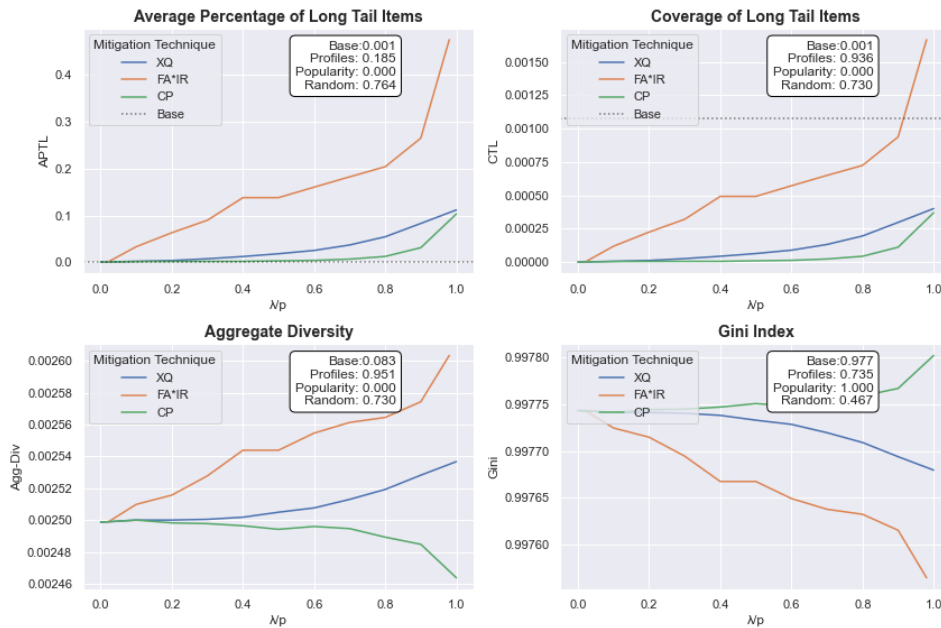 Average Percentage of Long Tail Items
Mitigation Technique
XQ
FA*IR
CP
Base
Base:0.001
Profiles: 0.185
Popularity: 0.000
Random: 0.764
0.4
0.3
0.2
0.1
0.0
APTL
0.0 0.2 0.4 0.6 0.8 1.0
λ/p
Coverage of Long Tail Items
Mitigation Technique
XQ
FA*IR
CP
Base
Base:0.001
Profiles: 0.936
Popularity: 0.000
Random: 0.730
0.00150
0.00125
0.00100
0.00075
0.00050
0.00025
0.00000
CTL
0.0 0.2 0.4 0.6 0.8 1.0
λ/p
Aggregate Diversity
Mitigation Technique
XQ
FA*IR
CP
Base:0.083
Profiles: 0.951
Popularity: 0.000
Random: 0.730
0.00260
0.00258
0.00256
0.00254
0.00252
0.00250
0.00248
0.00246
Agg-Div
0.0 0.2 0.4 0.6 0.8 1.0
λ/p
Gini Index
Mitigation Technique
XQ
FA*IR
CP
Base:0.977
Profiles: 0.735
Popularity: 1.000
Random: 0.467
0.99780
0.99775
0.99770
0.99765
0.99760
Gini
0.0 0.2 0.4 0.6 0.8 1.0
λ/p